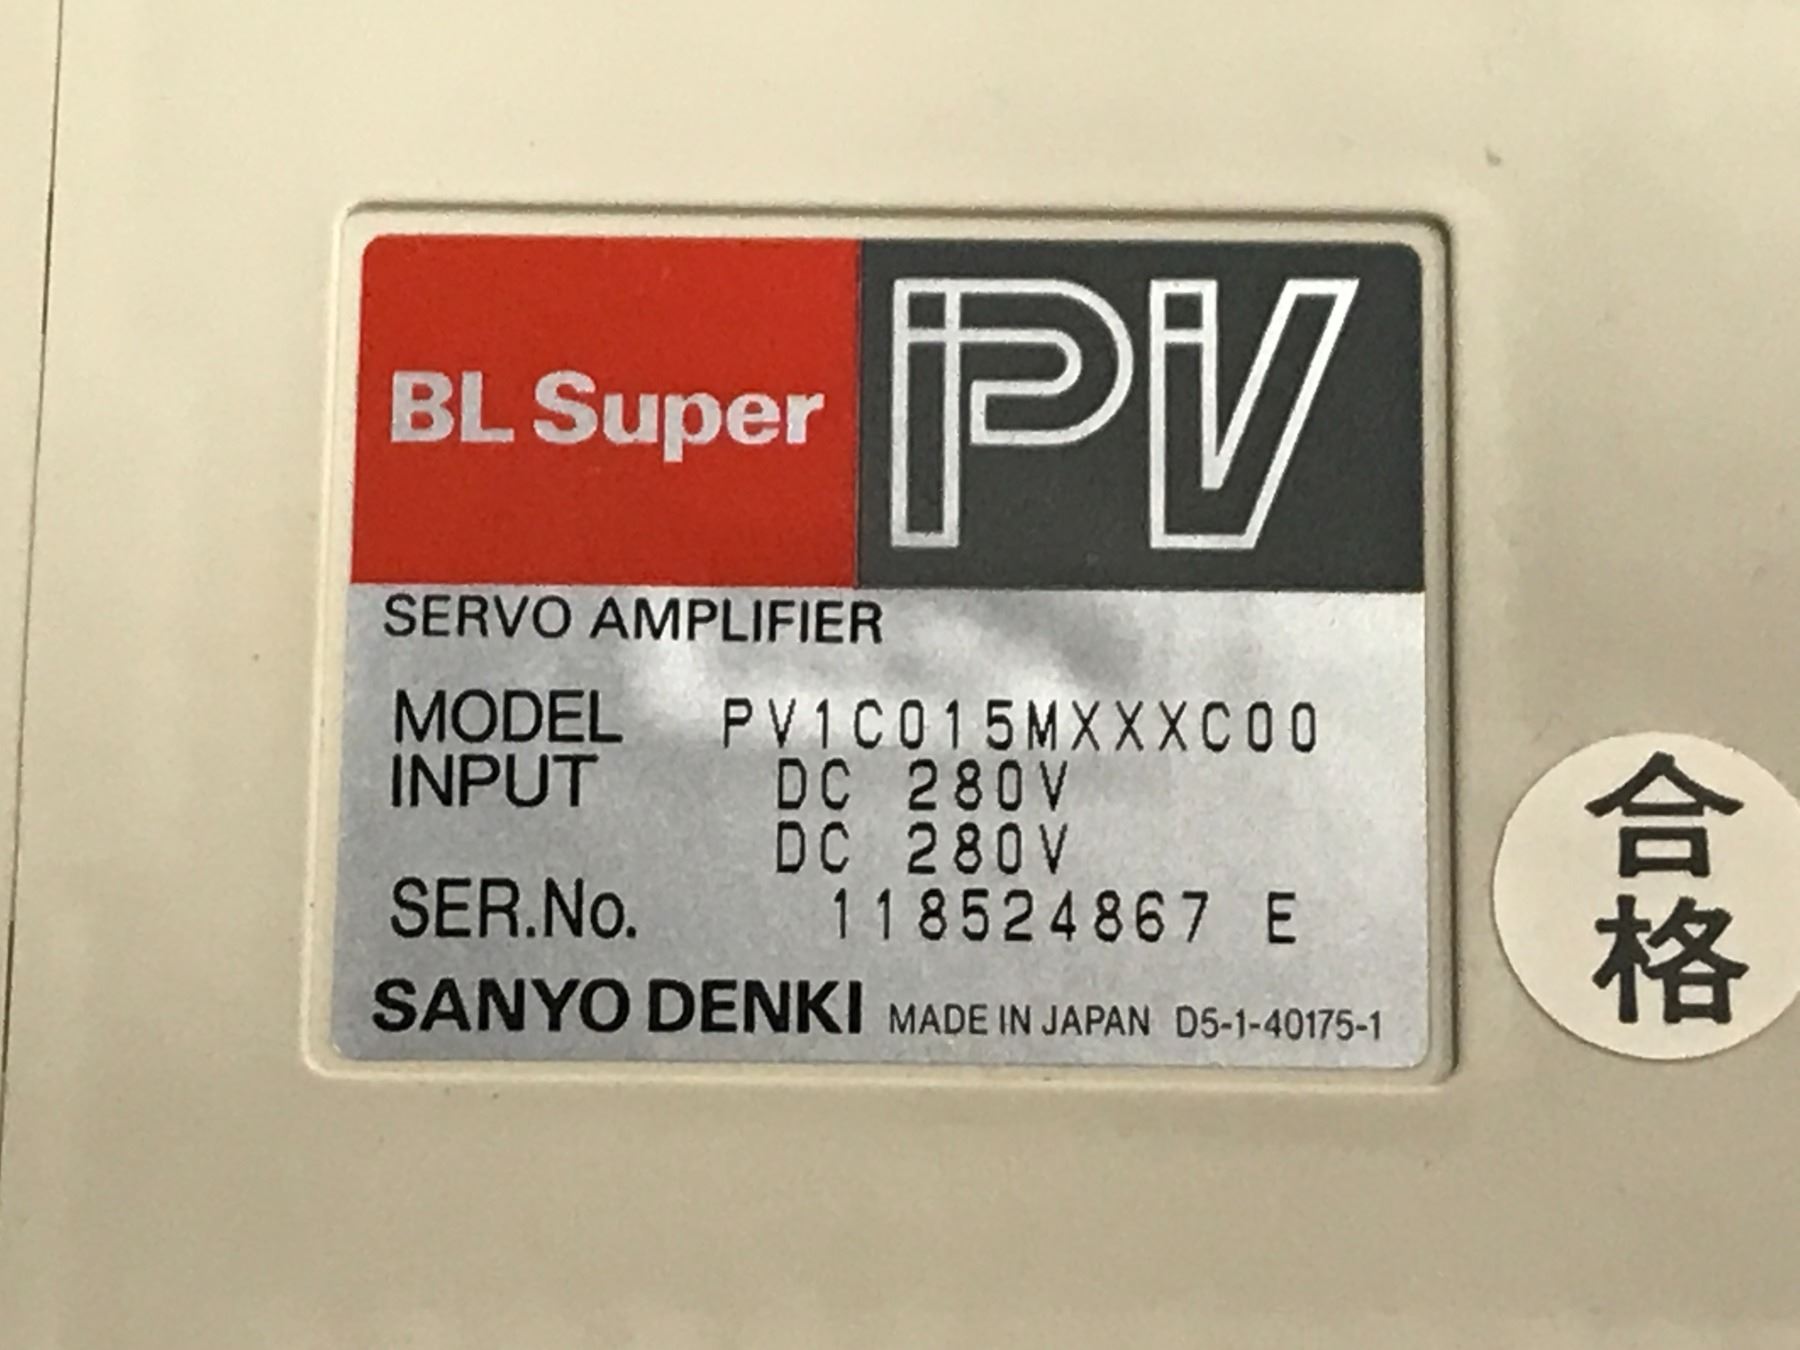 BL Super PV
SERVO AMPLIFIER
MODEL PV1C015MXXXC00
INPUT DC 280V
DC 280V
SER.No. 118524867 E
SANYO DENKI MADE IN JAPAN D5-1-40175-1
合
格